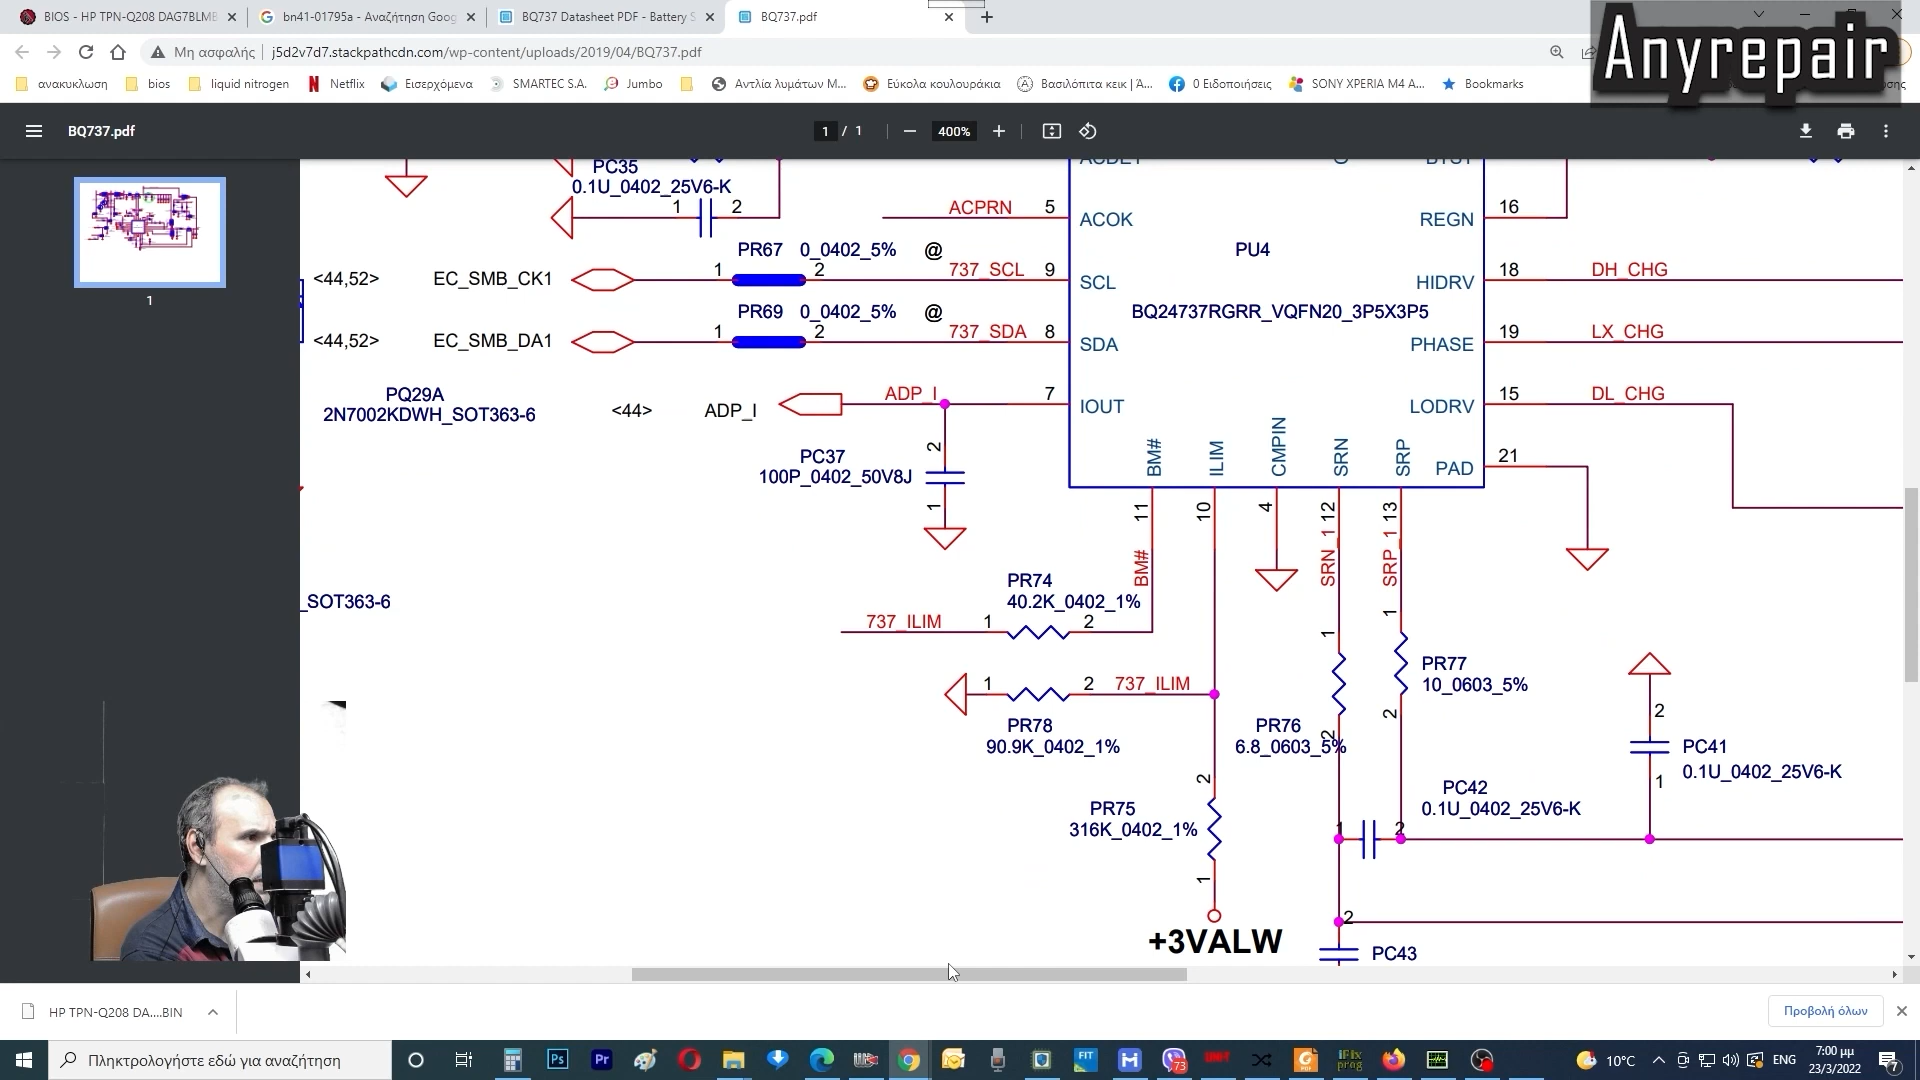 BIOS - HP TPN-Q208 DAG7BLMB
bn41-01795a - Αναζήτηση Goog
BQ737 Datasheet PDF - Battery S
BQ737.pdf
Anyrepair
Μη ασφαλής
j5d2v7d7.stackpathcdn.com/wp-content/uploads/2019/04/BQ737.pdf
ανακυκλωση
bios
liquid nitrogen
Netflix
Εισερχόμενα
SMARTEC S.A.
Jumbo
Αντλία λυμάτων Μ...
Εύκολα κουλουράκια
Βασιλόπιτα κεικ | Ά...
0 Ειδοποιήσεις
SONY XPERIA M4 A...
Bookmarks
BQ737.pdf
1 / 1
400%
1
PC35
0.1U_0402_25V6-K
1 2
ACDET
BTST
ACPRN 5 ACOK
REGN 16
PR67 0_0402_5% @
PU4
<44,52> EC_SMB_CK1 1 2 737_SCL 9 SCL
HIDRV 18 DH_CHG
PR69 0_0402_5% @
BQ24737RGRR_VQFN20_3P5X3P5
<44,52> EC_SMB_DA1 1 2 737_SDA 8 SDA
PHASE 19 LX_CHG
PQ29A
2N7002KDWH_SOT363-6
<44> ADP_I ADP_I 7 IOUT
LODRV 15 DL_CHG
BM# ILIM CMPIN SRN SRP PAD 21
PC37
100P_0402_50V8J
2
1
11 10 4 12 13
BM# SRN_1 SRP_1
_SOT363-6
PR74
40.2K_0402_1%
737_ILIM 1 2
1 1
PR77
10_0603_5%
2
1 2 737_ILIM
PR78
90.9K_0402_1%
PR76
6.8_0603_5%
2
2
PC41
0.1U_0402_25V6-K
1
PC42
0.1U_0402_25V6-K
1 2
2
PR75
316K_0402_1%
1
+3VALW
2
PC43
HP TPN-Q208 DA....BIN
Προβολή όλων
Πληκτρολογήστε εδώ για αναζήτηση
Ps
Pr
FIT
73
iFix
prog
10°C
ENG
7:00 μμ
23/3/2022
7